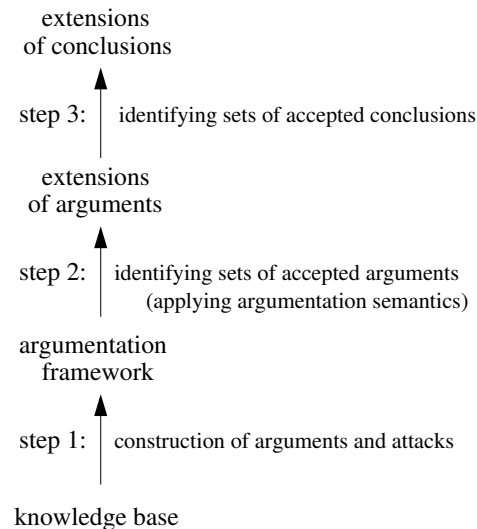 extensions
of conclusions
step 3: identifying sets of accepted conclusions
extensions
of arguments
step 2: identifying sets of accepted arguments
(applying argumentation semantics)
argumentation
framework
step 1: construction of arguments and attacks
knowledge base